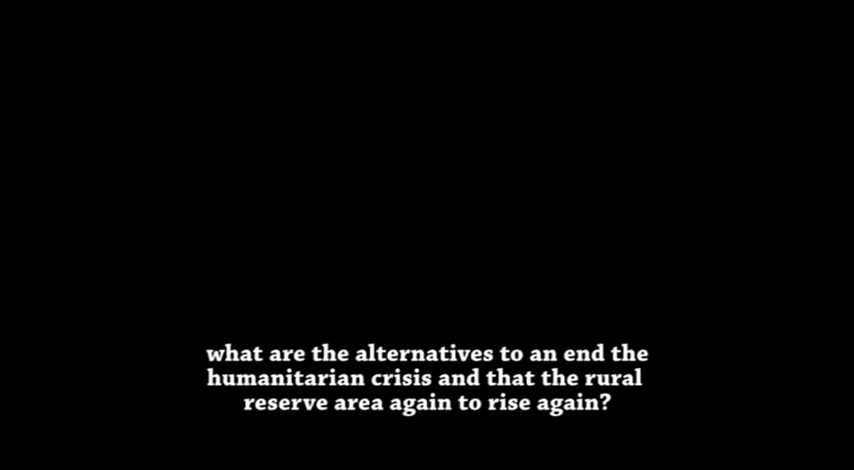 what are the alternatives to an end the
humanitarian crisis and that the rural
reserve area again to rise again?